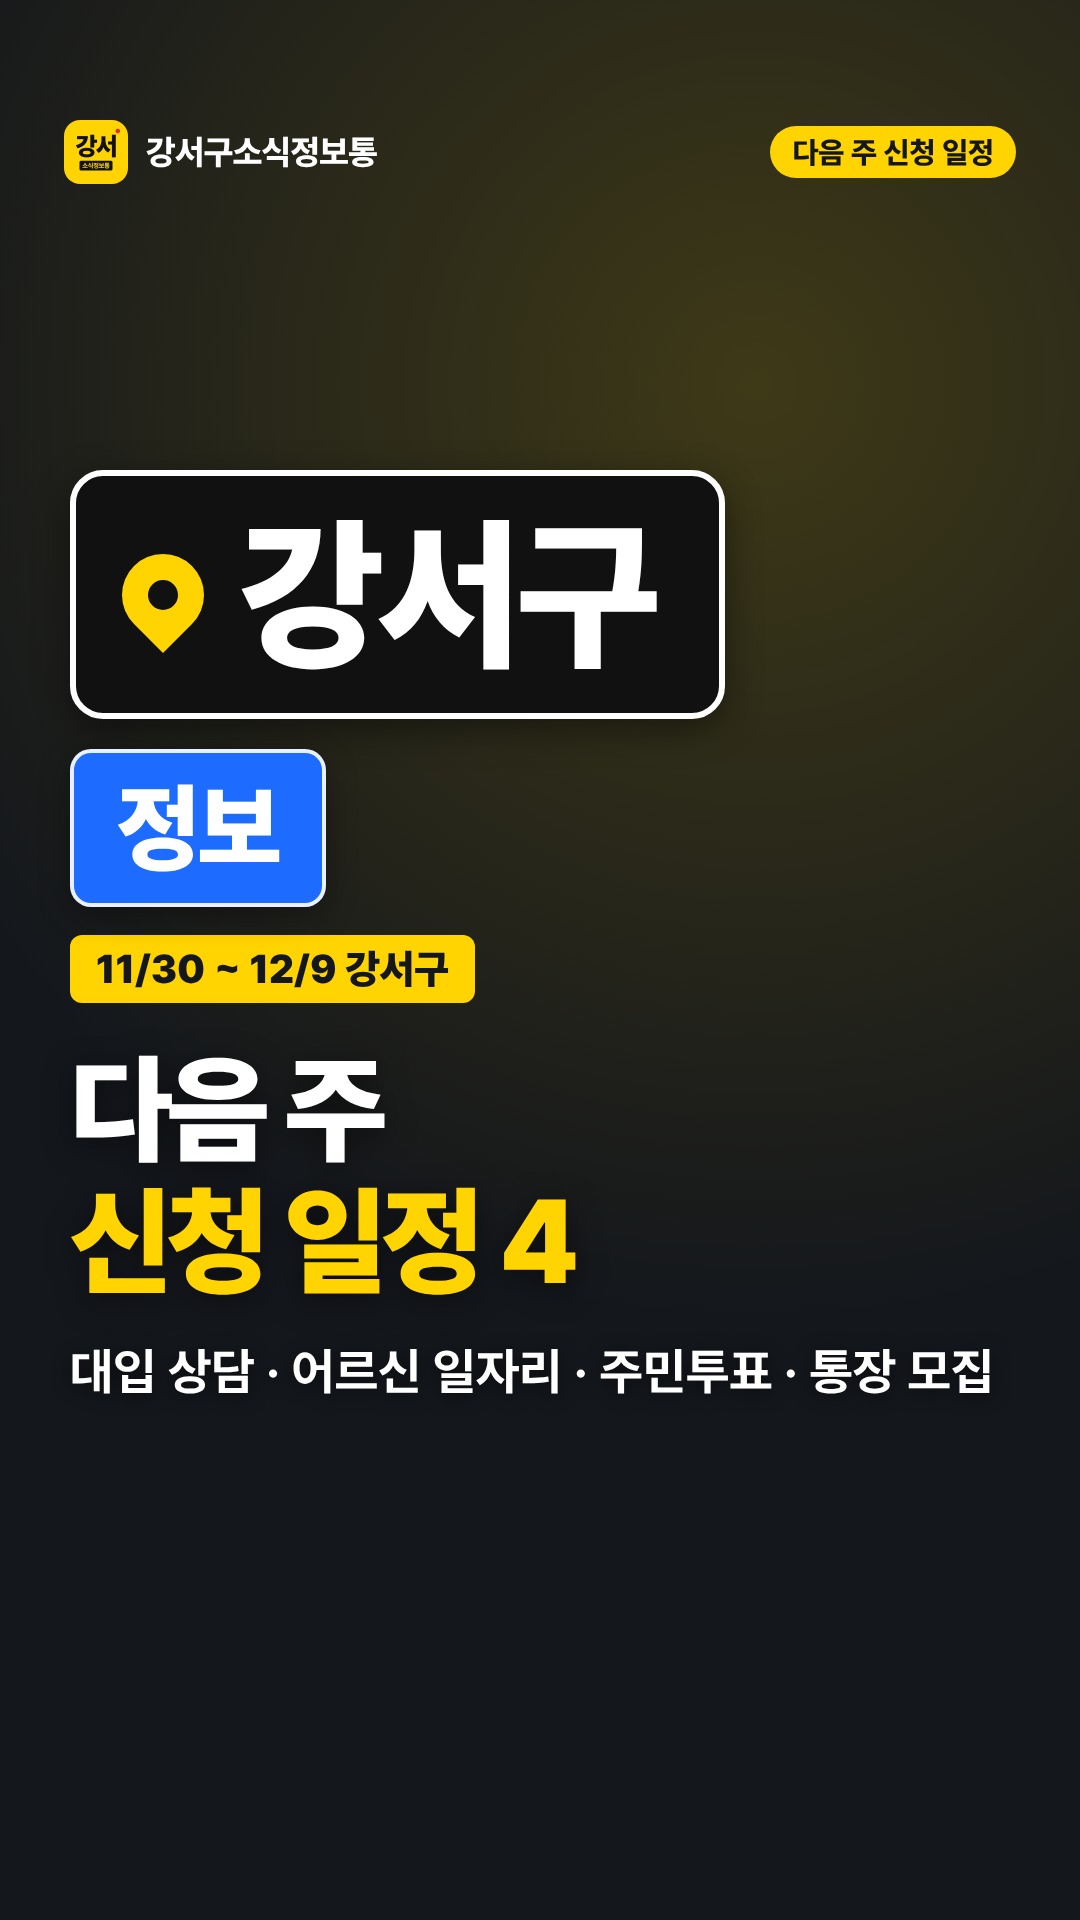 강서
소식정보통
강서구소식정보통
다음 주 신청 일정
강서구
정보
11/30 ~ 12/9 강서구
다음 주
신청 일정 4
대입 상담 · 어르신 일자리 · 주민투표 · 통장 모집